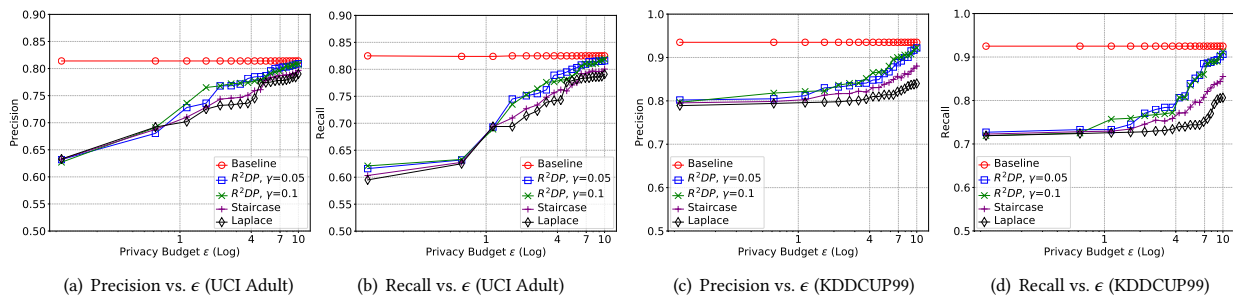 0.90
0.85
0.80
0.75
0.70
0.65
0.60
0.55
0.50
Precision
Baseline
R²DP, γ=0.05
R²DP, γ=0.1
Staircase
Laplace
1 4 7 10
Privacy Budget ε (Log)
(a) Precision vs. ϵ (UCI Adult)
0.90
0.85
0.80
0.75
0.70
0.65
0.60
0.55
0.50
Recall
Baseline
R²DP, γ=0.05
R²DP, γ=0.1
Staircase
Laplace
1 4 7 10
Privacy Budget ε (Log)
(b) Recall vs. ϵ (UCI Adult)
1.0
0.9
0.8
0.7
0.6
0.5
Precision
Baseline
R²DP, γ=0.05
R²DP, γ=0.1
Staircase
Laplace
1 4 7 10
Privacy Budget ε (Log)
(c) Precision vs. ϵ (KDDCUP99)
1.0
0.9
0.8
0.7
0.6
0.5
Recall
Baseline
R²DP, γ=0.05
R²DP, γ=0.1
Staircase
Laplace
1 4 7 10
Privacy Budget ε (Log)
(d) Recall vs. ϵ (KDDCUP99)